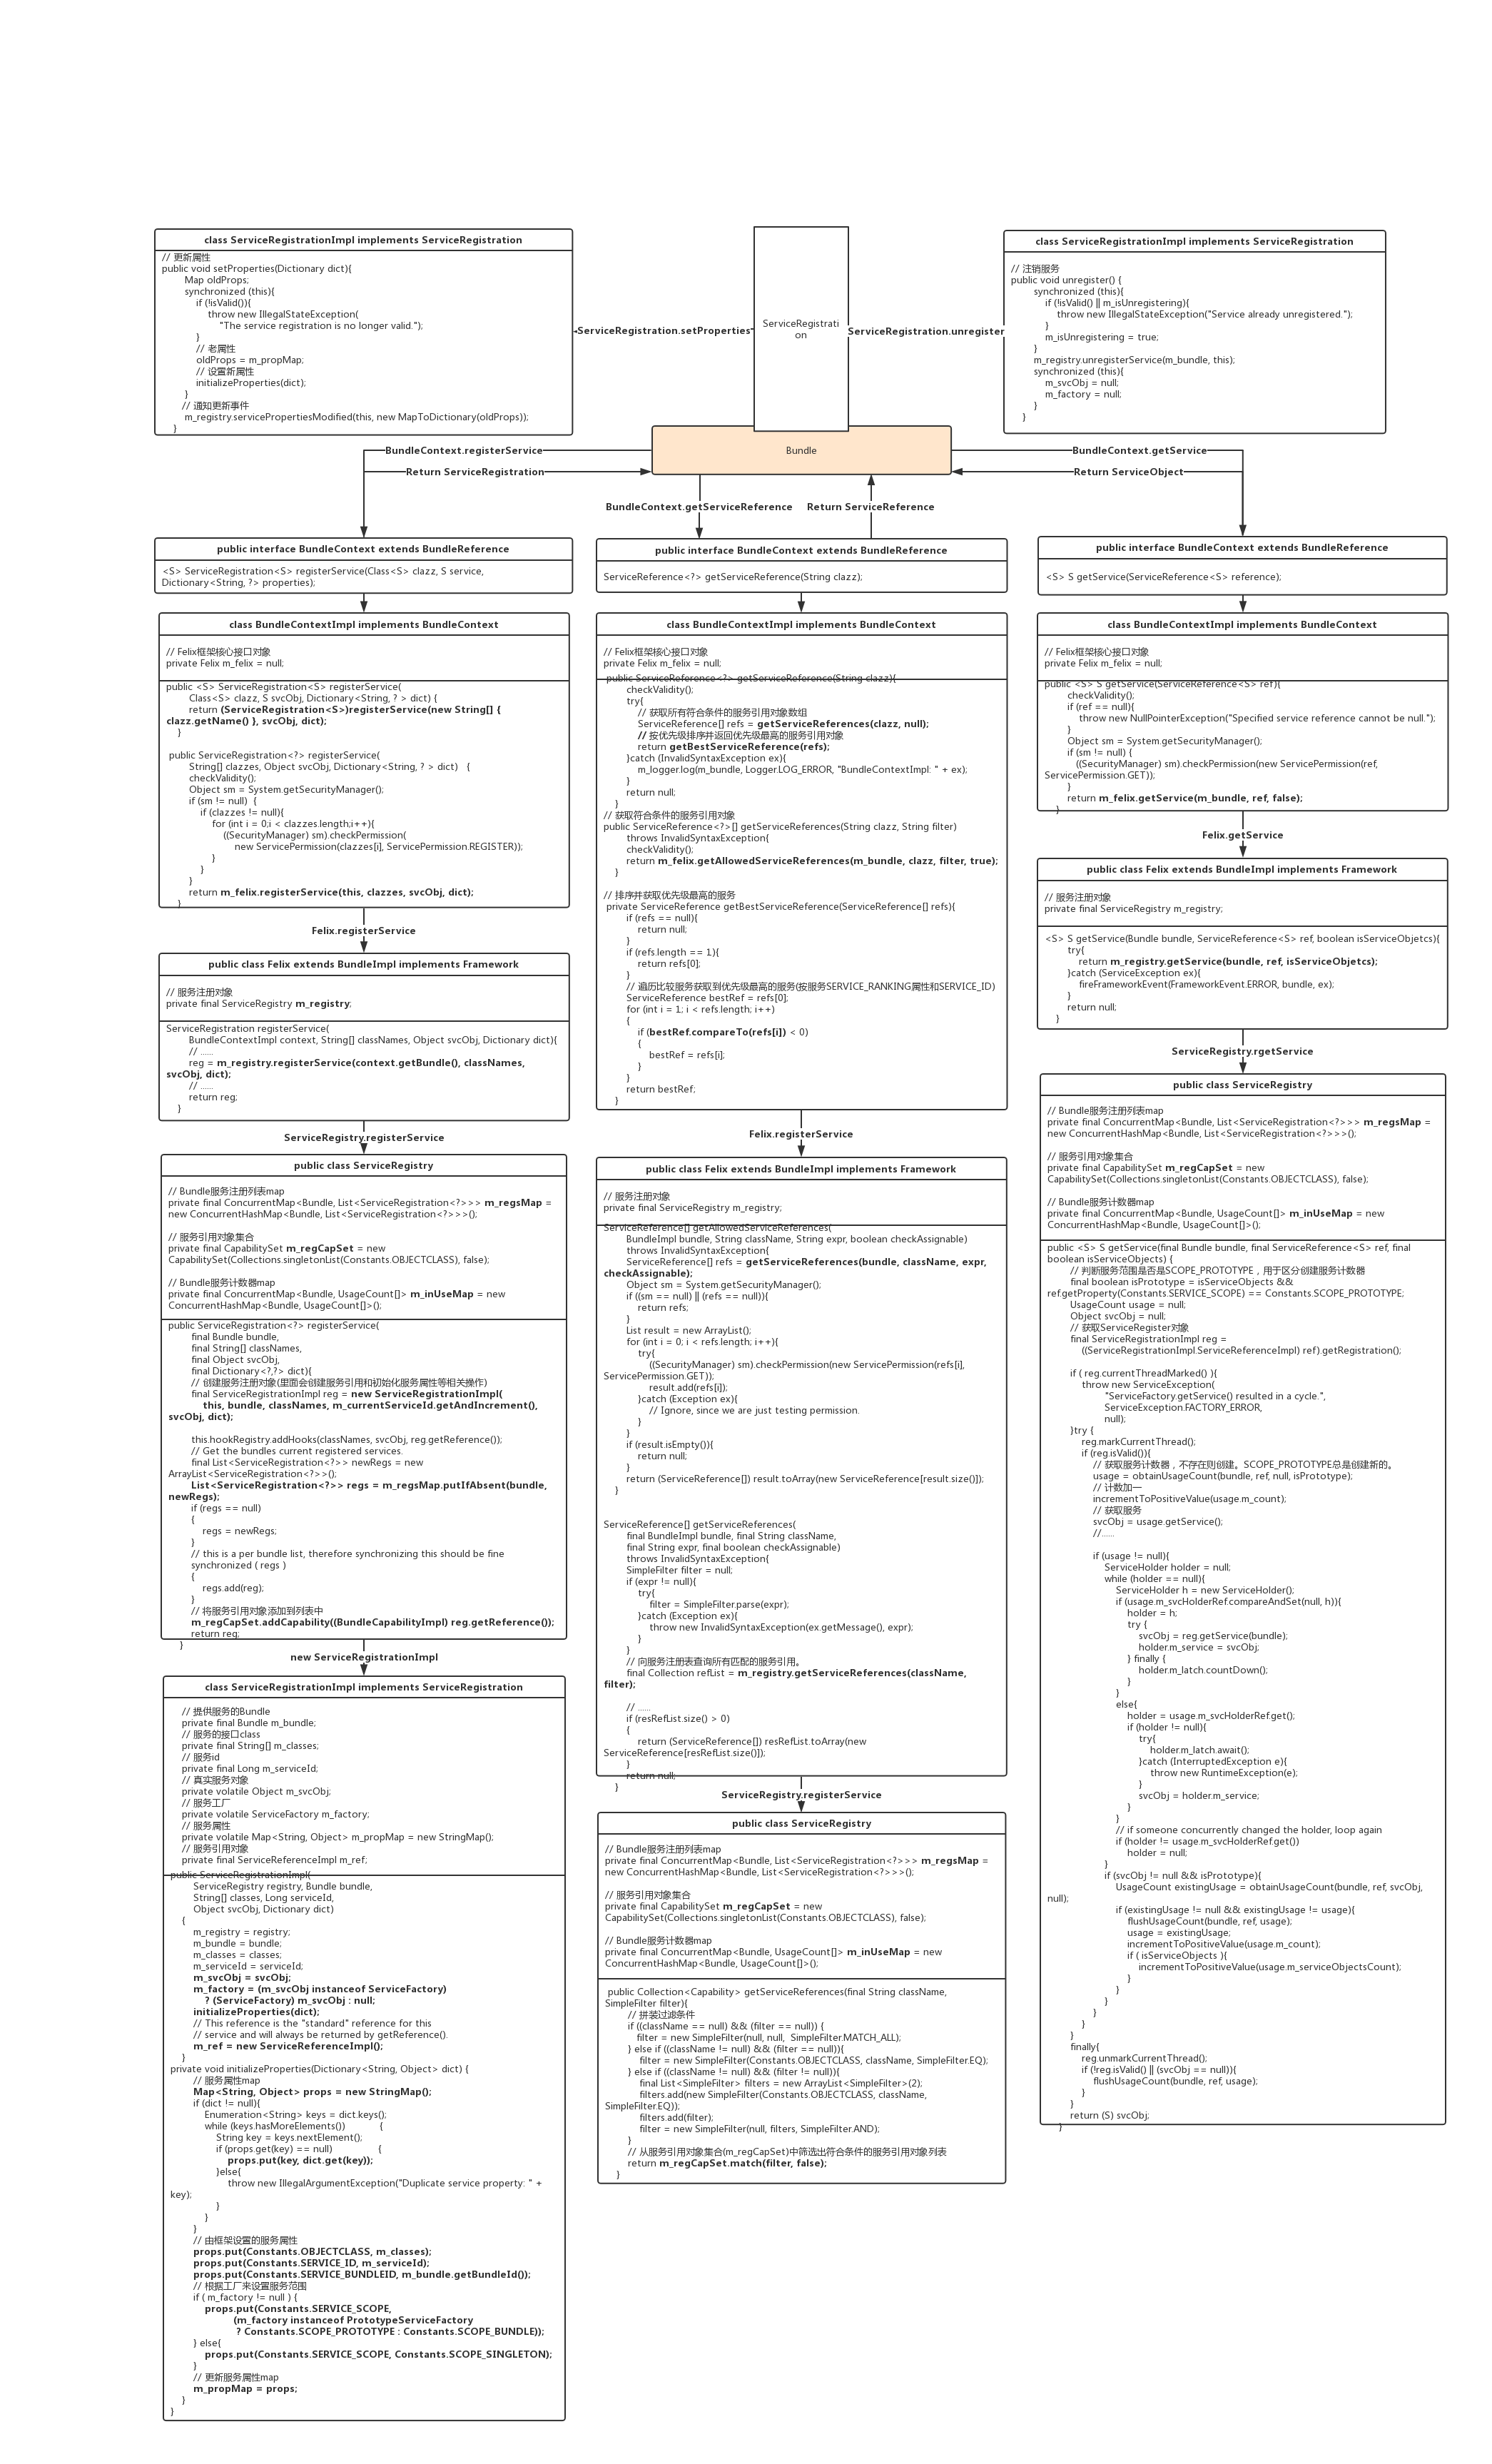 class ServiceRegistrationImpl implements ServiceRegistration
// 更新属性
public void setProperties(Dictionary dict){
Map oldProps;
synchronized (this){
if (!isValid()){
throw new IllegalStateException(
"The service registration is no longer valid.");
}
// 老属性
oldProps = m_propMap;
// 设置新属性
initializeProperties(dict);
}
// 通知更新事件
m_registry.servicePropertiesModified(this, new MapToDictionary(oldProps));
}
ServiceRegistration.setProperties
ServiceRegistrati
on
ServiceRegistration.unregister
class ServiceRegistrationImpl implements ServiceRegistration
// 注销服务
public void unregister() {
synchronized (this){
if (!isValid() || m_isUnregistering){
throw new IllegalStateException("Service already unregistered.");
}
m_isUnregistering = true;
}
m_registry.unregisterService(m_bundle, this);
synchronized (this){
m_svcObj = null;
m_factory = null;
}
}
Bundle
BundleContext.registerService
Return ServiceRegistration
BundleContext.getServiceReference
Return ServiceReference
BundleContext.getService
Return ServiceObject
public interface BundleContext extends BundleReference
<S> ServiceRegistration<S> registerService(Class<S> clazz, S service,
Dictionary<String, ?> properties);
class BundleContextImpl implements BundleContext
// Felix框架核心接口对象
private Felix m_felix = null;
public <S> ServiceRegistration<S> registerService(
Class<S> clazz, S svcObj, Dictionary<String, ? > dict) {
return (ServiceRegistration<S>)registerService(new String[] {
clazz.getName() }, svcObj, dict);
}
public ServiceRegistration<?> registerService(
String[] clazzes, Object svcObj, Dictionary<String, ? > dict)   {
checkValidity();
Object sm = System.getSecurityManager();
if (sm != null)  {
if (clazzes != null){
for (int i = 0;i < clazzes.length;i++){
((SecurityManager) sm).checkPermission(
new ServicePermission(clazzes[i], ServicePermission.REGISTER));
}
}
}
return m_felix.registerService(this, clazzes, svcObj, dict);
}
Felix.registerService
public class Felix extends BundleImpl implements Framework
// 服务注册对象
private final ServiceRegistry m_registry;
ServiceRegistration registerService(
BundleContextImpl context, String[] classNames, Object svcObj, Dictionary dict){
// ......
reg = m_registry.registerService(context.getBundle(), classNames,
svcObj, dict);
// ......
return reg;
}
ServiceRegistry.registerService
public class ServiceRegistry
// Bundle服务注册列表map
private final ConcurrentMap<Bundle, List<ServiceRegistration<?>>> m_regsMap =
new ConcurrentHashMap<Bundle, List<ServiceRegistration<?>>>();
// 服务引用对象集合
private final CapabilitySet m_regCapSet = new
CapabilitySet(Collections.singletonList(Constants.OBJECTCLASS), false);
// Bundle服务计数器map
private final ConcurrentMap<Bundle, UsageCount[]> m_inUseMap = new
ConcurrentHashMap<Bundle, UsageCount[]>();
public ServiceRegistration<?> registerService(
final Bundle bundle,
final String[] classNames,
final Object svcObj,
final Dictionary<?,?> dict){
// 创建服务注册对象(里面会创建服务引用和初始化服务属性等相关操作)
final ServiceRegistrationImpl reg = new ServiceRegistrationImpl(
this, bundle, classNames, m_currentServiceId.getAndIncrement(),
svcObj, dict);
this.hookRegistry.addHooks(classNames, svcObj, reg.getReference());
// Get the bundles current registered services.
final List<ServiceRegistration<?>> newRegs = new
ArrayList<ServiceRegistration<?>>();
List<ServiceRegistration<?>> regs = m_regsMap.putIfAbsent(bundle,
newRegs);
if (regs == null)
{
regs = newRegs;
}
// this is a per bundle list, therefore synchronizing this should be fine
synchronized ( regs )
{
regs.add(reg);
}
// 将服务引用对象添加到列表中
m_regCapSet.addCapability((BundleCapabilityImpl) reg.getReference());
return reg;
}
new ServiceRegistrationImpl
class ServiceRegistrationImpl implements ServiceRegistration
// 提供服务的Bundle
private final Bundle m_bundle;
// 服务的接口class
private final String[] m_classes;
// 服务id
private final Long m_serviceId;
// 真实服务对象
private volatile Object m_svcObj;
// 服务工厂
private volatile ServiceFactory m_factory;
// 服务属性
private volatile Map<String, Object> m_propMap = new StringMap();
// 服务引用对象
private final ServiceReferenceImpl m_ref;
public ServiceRegistrationImpl(
ServiceRegistry registry, Bundle bundle,
String[] classes, Long serviceId,
Object svcObj, Dictionary dict)
{
m_registry = registry;
m_bundle = bundle;
m_classes = classes;
m_serviceId = serviceId;
m_svcObj = svcObj;
m_factory = (m_svcObj instanceof ServiceFactory)
? (ServiceFactory) m_svcObj : null;
initializeProperties(dict);
// This reference is the "standard" reference for this
// service and will always be returned by getReference().
m_ref = new ServiceReferenceImpl();
}
private void initializeProperties(Dictionary<String, Object> dict) {
// 服务属性map
Map<String, Object> props = new StringMap();
if (dict != null){
Enumeration<String> keys = dict.keys();
while (keys.hasMoreElements())            {
String key = keys.nextElement();
if (props.get(key) == null)                {
props.put(key, dict.get(key));
}else{
throw new IllegalArgumentException("Duplicate service property: " +
key);
}
}
}
// 由框架设置的服务属性
props.put(Constants.OBJECTCLASS, m_classes);
props.put(Constants.SERVICE_ID, m_serviceId);
props.put(Constants.SERVICE_BUNDLEID, m_bundle.getBundleId());
// 根据工厂来设置服务范围
if ( m_factory != null ) {
props.put(Constants.SERVICE_SCOPE,
(m_factory instanceof PrototypeServiceFactory
? Constants.SCOPE_PROTOTYPE : Constants.SCOPE_BUNDLE));
} else{
props.put(Constants.SERVICE_SCOPE, Constants.SCOPE_SINGLETON);
}
// 更新服务属性map
m_propMap = props;
}
}
public interface BundleContext extends BundleReference
ServiceReference<?> getServiceReference(String clazz);
class BundleContextImpl implements BundleContext
// Felix框架核心接口对象
private Felix m_felix = null;
public ServiceReference<?> getServiceReference(String clazz){
checkValidity();
try{
// 获取所有符合条件的服务引用对象数组
ServiceReference[] refs = getServiceReferences(clazz, null);
// 按优先级排序并返回优先级最高的服务引用对象
return getBestServiceReference(refs);
}catch (InvalidSyntaxException ex){
m_logger.log(m_bundle, Logger.LOG_ERROR, "BundleContextImpl: " + ex);
}
return null;
}
// 获取符合条件的服务引用对象
public ServiceReference<?>[] getServiceReferences(String clazz, String filter)
throws InvalidSyntaxException{
checkValidity();
return m_felix.getAllowedServiceReferences(m_bundle, clazz, filter, true);
}
// 排序并获取优先级最高的服务
private ServiceReference getBestServiceReference(ServiceReference[] refs){
if (refs == null){
return null;
}
if (refs.length == 1){
return refs[0];
}
// 遍历比较服务获取到优先级最高的服务(按服务SERVICE_RANKING属性和SERVICE_ID)
ServiceReference bestRef = refs[0];
for (int i = 1; i < refs.length; i++)
{
if (bestRef.compareTo(refs[i]) < 0)
{
bestRef = refs[i];
}
}
return bestRef;
}
Felix.registerService
public class Felix extends BundleImpl implements Framework
// 服务注册对象
private final ServiceRegistry m_registry;
ServiceReference[] getAllowedServiceReferences(
BundleImpl bundle, String className, String expr, boolean checkAssignable)
throws InvalidSyntaxException{
ServiceReference[] refs = getServiceReferences(bundle, className, expr,
checkAssignable);
Object sm = System.getSecurityManager();
if ((sm == null) || (refs == null)){
return refs;
}
List result = new ArrayList();
for (int i = 0; i < refs.length; i++){
try{
((SecurityManager) sm).checkPermission(new ServicePermission(refs[i],
ServicePermission.GET));
result.add(refs[i]);
}catch (Exception ex){
// Ignore, since we are just testing permission.
}
}
if (result.isEmpty()){
return null;
}
return (ServiceReference[]) result.toArray(new ServiceReference[result.size()]);
}
ServiceReference[] getServiceReferences(
final BundleImpl bundle, final String className,
final String expr, final boolean checkAssignable)
throws InvalidSyntaxException{
SimpleFilter filter = null;
if (expr != null){
try{
filter = SimpleFilter.parse(expr);
}catch (Exception ex){
throw new InvalidSyntaxException(ex.getMessage(), expr);
}
}
// 向服务注册表查询所有匹配的服务引用。
final Collection refList = m_registry.getServiceReferences(className,
filter);
// ......
if (resRefList.size() > 0)
{
return (ServiceReference[]) resRefList.toArray(new
ServiceReference[resRefList.size()]);
}
return null;
}
ServiceRegistry.registerService
public class ServiceRegistry
// Bundle服务注册列表map
private final ConcurrentMap<Bundle, List<ServiceRegistration<?>>> m_regsMap =
new ConcurrentHashMap<Bundle, List<ServiceRegistration<?>>>();
// 服务引用对象集合
private final CapabilitySet m_regCapSet = new
CapabilitySet(Collections.singletonList(Constants.OBJECTCLASS), false);
// Bundle服务计数器map
private final ConcurrentMap<Bundle, UsageCount[]> m_inUseMap = new
ConcurrentHashMap<Bundle, UsageCount[]>();
public Collection<Capability> getServiceReferences(final String className,
SimpleFilter filter){
// 拼装过滤条件
if ((className == null) && (filter == null)) {
filter = new SimpleFilter(null, null,  SimpleFilter.MATCH_ALL);
} else if ((className != null) && (filter == null)){
filter = new SimpleFilter(Constants.OBJECTCLASS, className, SimpleFilter.EQ);
} else if ((className != null) && (filter != null)){
final List<SimpleFilter> filters = new ArrayList<SimpleFilter>(2);
filters.add(new SimpleFilter(Constants.OBJECTCLASS, className,
SimpleFilter.EQ));
filters.add(filter);
filter = new SimpleFilter(null, filters, SimpleFilter.AND);
}
// 从服务引用对象集合(m_regCapSet)中筛选出符合条件的服务引用对象列表
return m_regCapSet.match(filter, false);
}
public interface BundleContext extends BundleReference
<S> S getService(ServiceReference<S> reference);
class BundleContextImpl implements BundleContext
// Felix框架核心接口对象
private Felix m_felix = null;
public <S> S getService(ServiceReference<S> ref){
checkValidity();
if (ref == null){
throw new NullPointerException("Specified service reference cannot be null.");
}
Object sm = System.getSecurityManager();
if (sm != null) {
((SecurityManager) sm).checkPermission(new ServicePermission(ref,
ServicePermission.GET));
}
return m_felix.getService(m_bundle, ref, false);
}
Felix.getService
public class Felix extends BundleImpl implements Framework
// 服务注册对象
private final ServiceRegistry m_registry;
<S> S getService(Bundle bundle, ServiceReference<S> ref, boolean isServiceObjetcs){
try{
return m_registry.getService(bundle, ref, isServiceObjetcs);
}catch (ServiceException ex){
fireFrameworkEvent(FrameworkEvent.ERROR, bundle, ex);
}
return null;
}
ServiceRegistry.rgetService
public class ServiceRegistry
// Bundle服务注册列表map
private final ConcurrentMap<Bundle, List<ServiceRegistration<?>>> m_regsMap =
new ConcurrentHashMap<Bundle, List<ServiceRegistration<?>>>();
// 服务引用对象集合
private final CapabilitySet m_regCapSet = new
CapabilitySet(Collections.singletonList(Constants.OBJECTCLASS), false);
// Bundle服务计数器map
private final ConcurrentMap<Bundle, UsageCount[]> m_inUseMap = new
ConcurrentHashMap<Bundle, UsageCount[]>();
public <S> S getService(final Bundle bundle, final ServiceReference<S> ref, final
boolean isServiceObjects) {
// 判断服务范围是否是SCOPE_PROTOTYPE，用于区分创建服务计数器
final boolean isPrototype = isServiceObjects &&
ref.getProperty(Constants.SERVICE_SCOPE) == Constants.SCOPE_PROTOTYPE;
UsageCount usage = null;
Object svcObj = null;
// 获取ServiceRegister对象
final ServiceRegistrationImpl reg =
((ServiceRegistrationImpl.ServiceReferenceImpl) ref).getRegistration();
if ( reg.currentThreadMarked() ){
throw new ServiceException(
"ServiceFactory.getService() resulted in a cycle.",
ServiceException.FACTORY_ERROR,
null);
}try {
reg.markCurrentThread();
if (reg.isValid()){
// 获取服务计数器，不存在则创建。SCOPE_PROTOTYPE总是创建新的。
usage = obtainUsageCount(bundle, ref, null, isPrototype);
// 计数加一
incrementToPositiveValue(usage.m_count);
// 获取服务
svcObj = usage.getService();
//......
if (usage != null){
ServiceHolder holder = null;
while (holder == null){
ServiceHolder h = new ServiceHolder();
if (usage.m_svcHolderRef.compareAndSet(null, h)){
holder = h;
try {
svcObj = reg.getService(bundle);
holder.m_service = svcObj;
} finally {
holder.m_latch.countDown();
}
}
else{
holder = usage.m_svcHolderRef.get();
if (holder != null){
try{
holder.m_latch.await();
}catch (InterruptedException e){
throw new RuntimeException(e);
}
svcObj = holder.m_service;
}
}
// if someone concurrently changed the holder, loop again
if (holder != usage.m_svcHolderRef.get())
holder = null;
}
if (svcObj != null && isPrototype){
UsageCount existingUsage = obtainUsageCount(bundle, ref, svcObj,
null);
if (existingUsage != null && existingUsage != usage){
flushUsageCount(bundle, ref, usage);
usage = existingUsage;
incrementToPositiveValue(usage.m_count);
if ( isServiceObjects ){
incrementToPositiveValue(usage.m_serviceObjectsCount);
}
}
}
}
}
}
finally{
reg.unmarkCurrentThread();
if (!reg.isValid() || (svcObj == null)){
flushUsageCount(bundle, ref, usage);
}
}
return (S) svcObj;
}